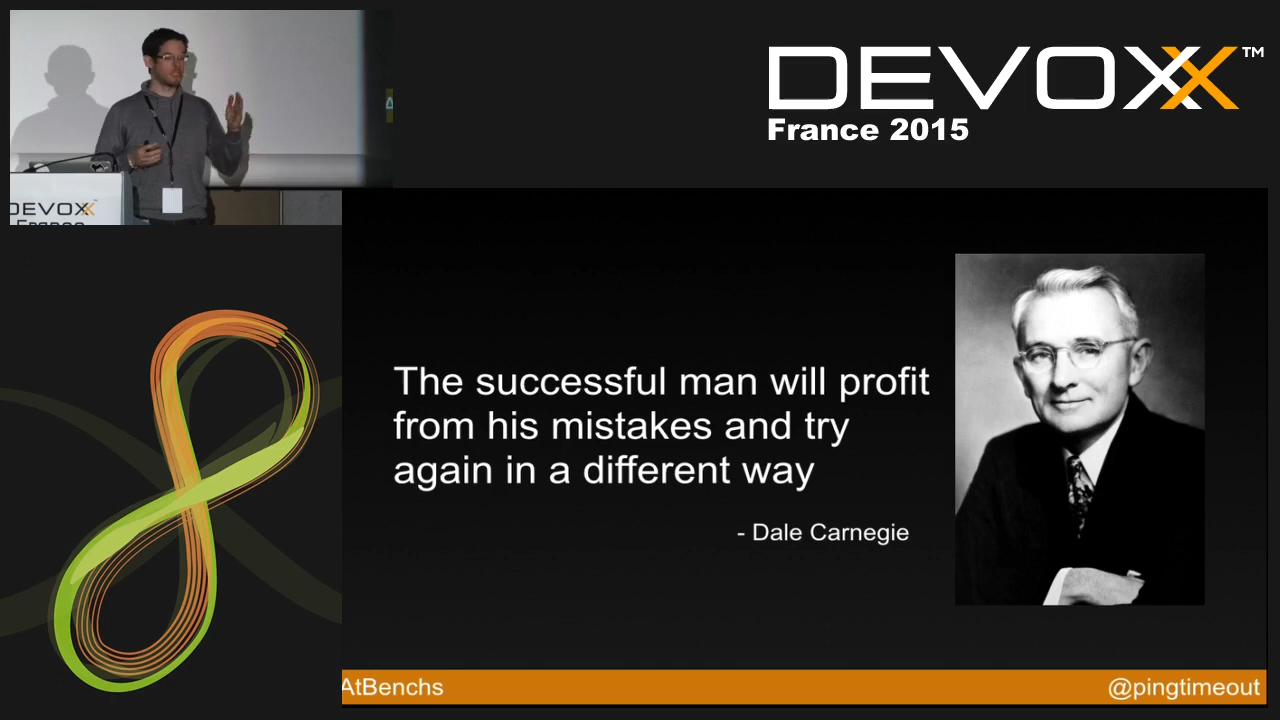 DEVOXX™
France 2015
DEVOXX
France
The successful man will profit
from his mistakes and try
again in a different way
- Dale Carnegie
AtBenchs
@pingtimeout